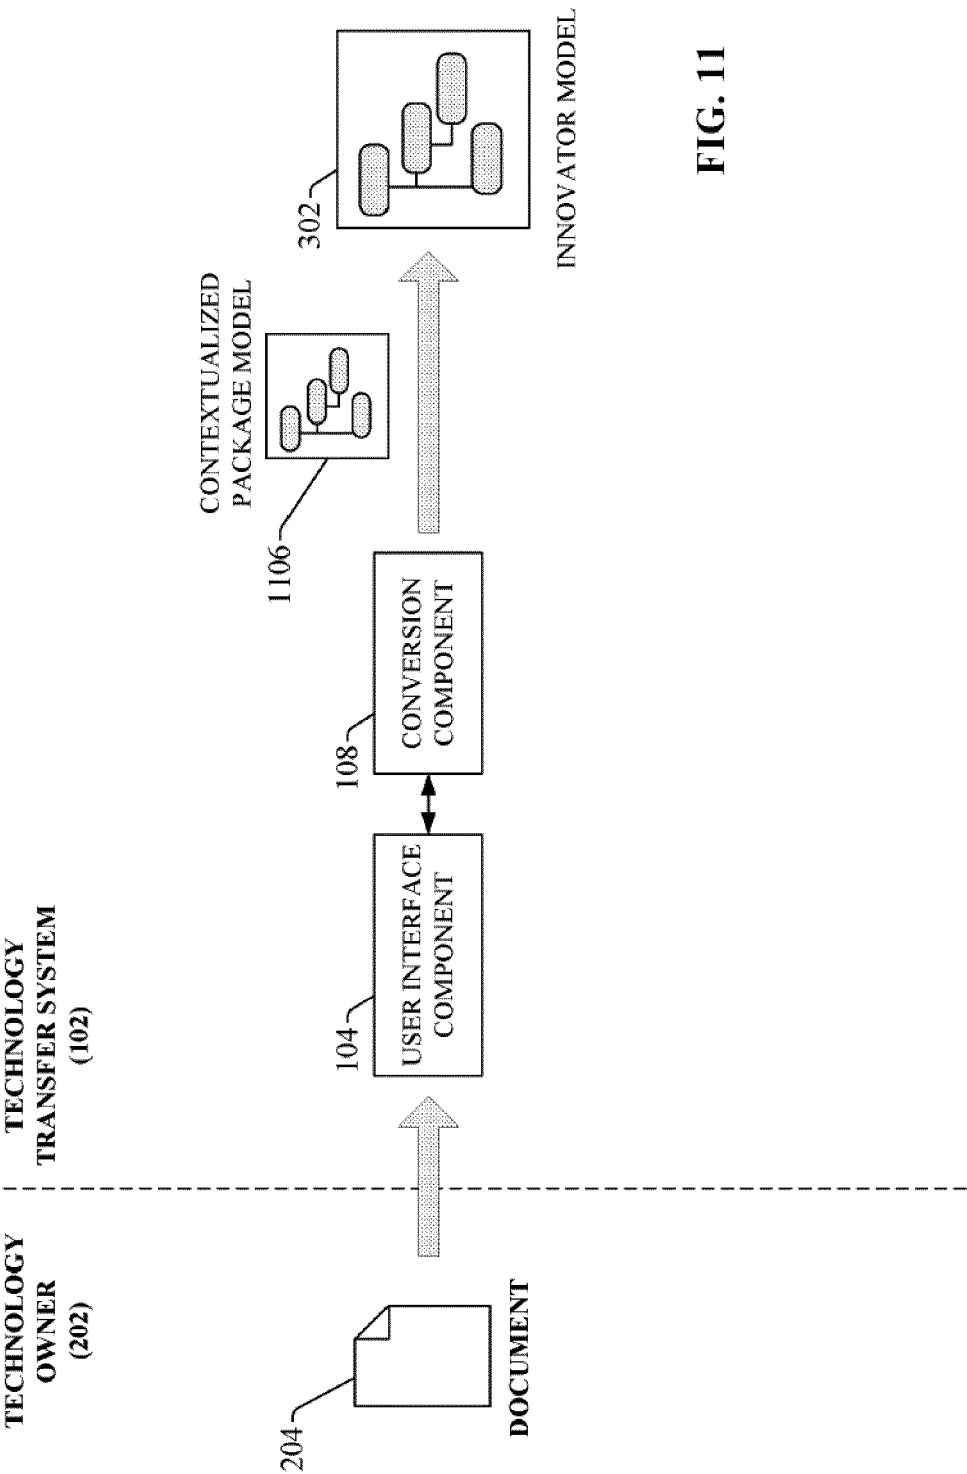 TECHNOLOGY
OWNER
(202)
TECHNOLOGY
TRANSFER SYSTEM
(102)
204
DOCUMENT
104
USER INTERFACE
COMPONENT
108
CONVERSION
COMPONENT
1106
CONTEXTUALIZED
PACKAGE MODEL
302
INNOVATOR MODEL
FIG. 11